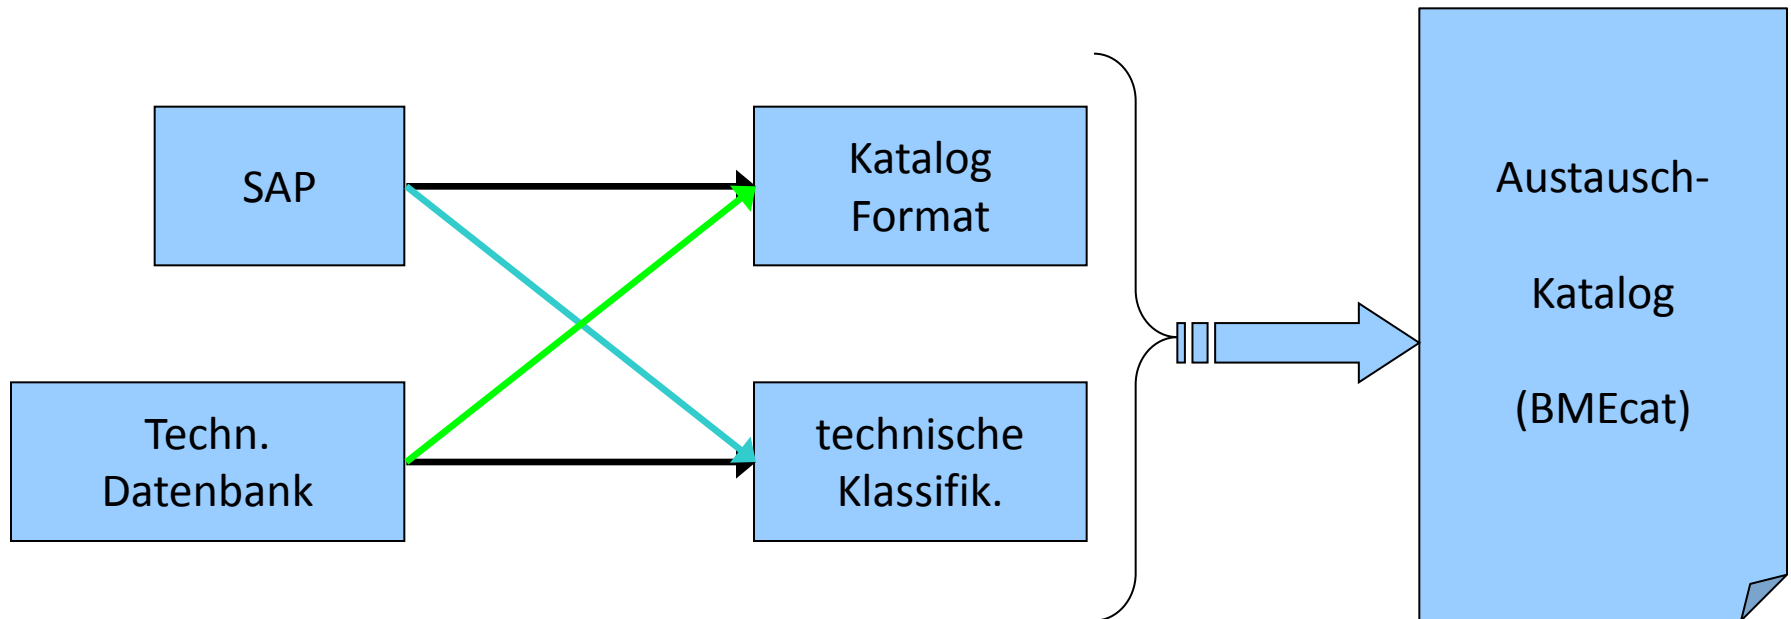 SAP
Katalog
Format
Techn.
Datenbank
technische
Klassifik.
Austausch-
Katalog
(BMEcat)